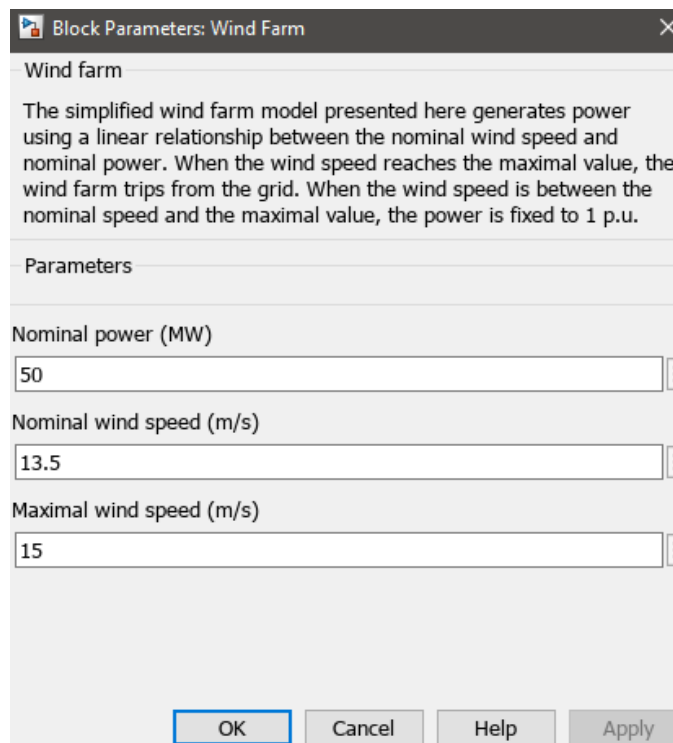 Block Parameters: Wind Farm
Wind farm
The simplified wind farm model presented here generates power
using a linear relationship between the nominal wind speed and
nominal power. When the wind speed reaches the maximal value, the
wind farm trips from the grid. When the wind speed is between the
nominal speed and the maximal value, the power is fixed to 1 p.u.
Parameters
Nominal power (MW)
50
Nominal wind speed (m/s)
13.5
Maximal wind speed (m/s)
15
OK Cancel Help Apply